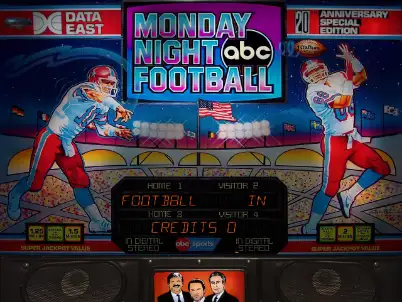 DATA
EAST
MONDAY
NIGHT
abc
FOOTBALL
20
ANNIVERSARY
SPECIAL
EDITION
HOME 1
VISITOR 2
FOOTBALL IN
HOME 3
VISITOR 4
CREDITS 0
IN DIGITAL
STEREO
abc sports
IN DIGITAL
STEREO
SUPER JACKPOT VALUE
SUPER JACKPOT VALUE